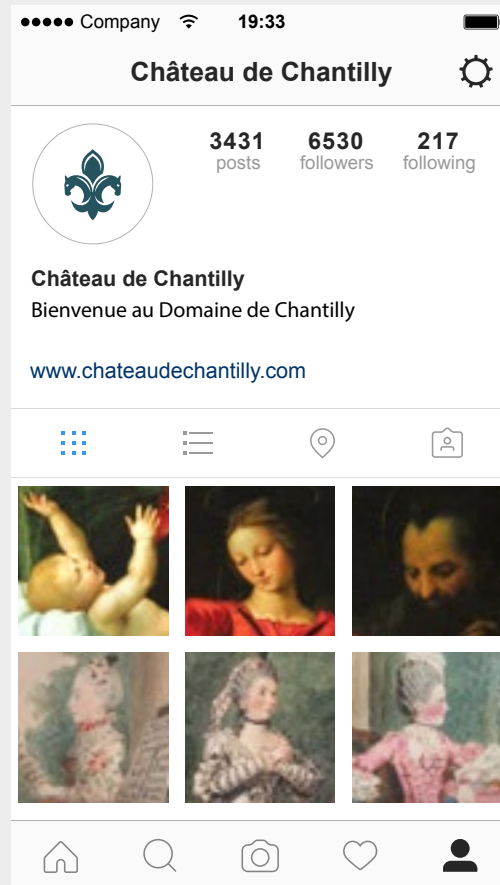 Company 19:33
Château de Chantilly
3431 6530 217
posts followers following
Château de Chantilly
Bienvenue au Domaine de Chantilly
www.chateaudechantilly.com